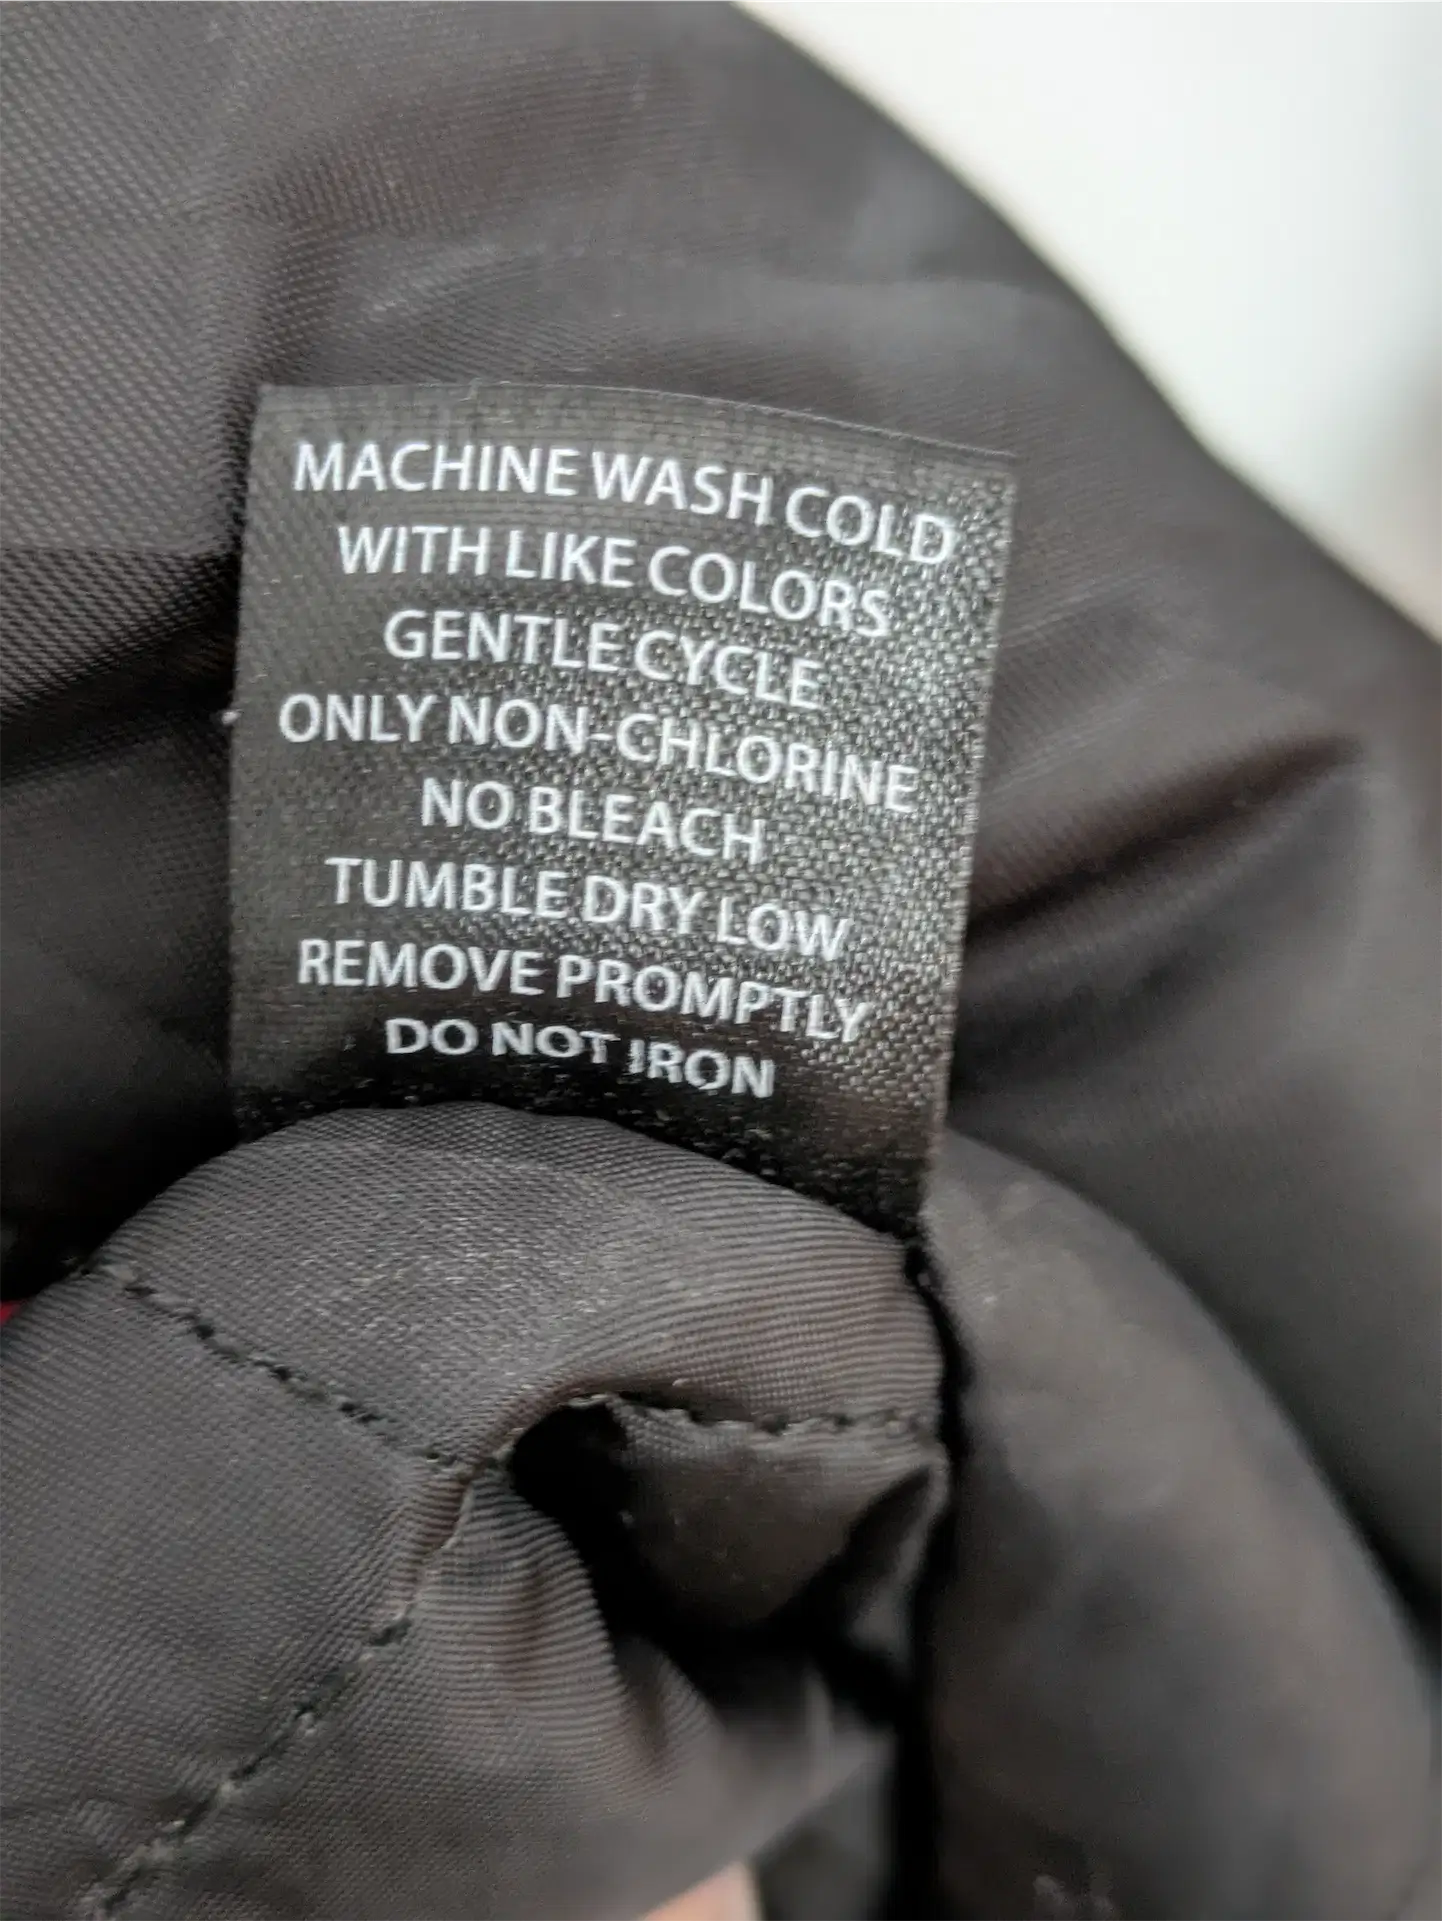 MACHINE WASH COLD
WITH LIKE COLORS
GENTLE CYCLE
ONLY NON-CHLORINE
NO BLEACH
TUMBLE DRY LOW
REMOVE PROMPTLY
DO NOT IRON